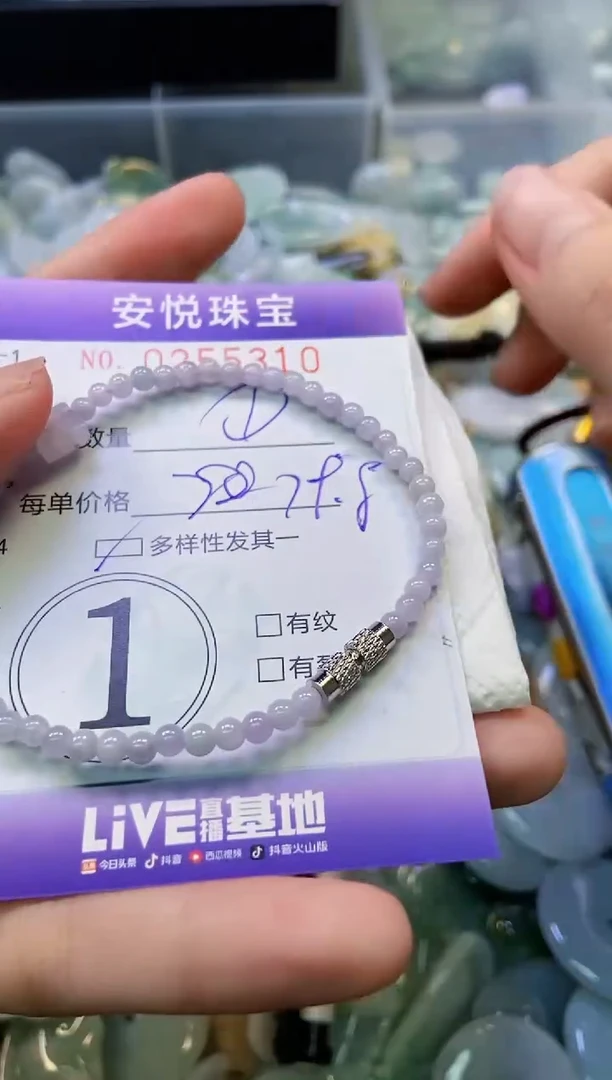 安悦珠宝
NO. 0255310
数量 ①
每单价格
多样性发其一
1
有纹
有
LiVE直播基地
今日头条 抖音 西瓜视频 抖音火山版